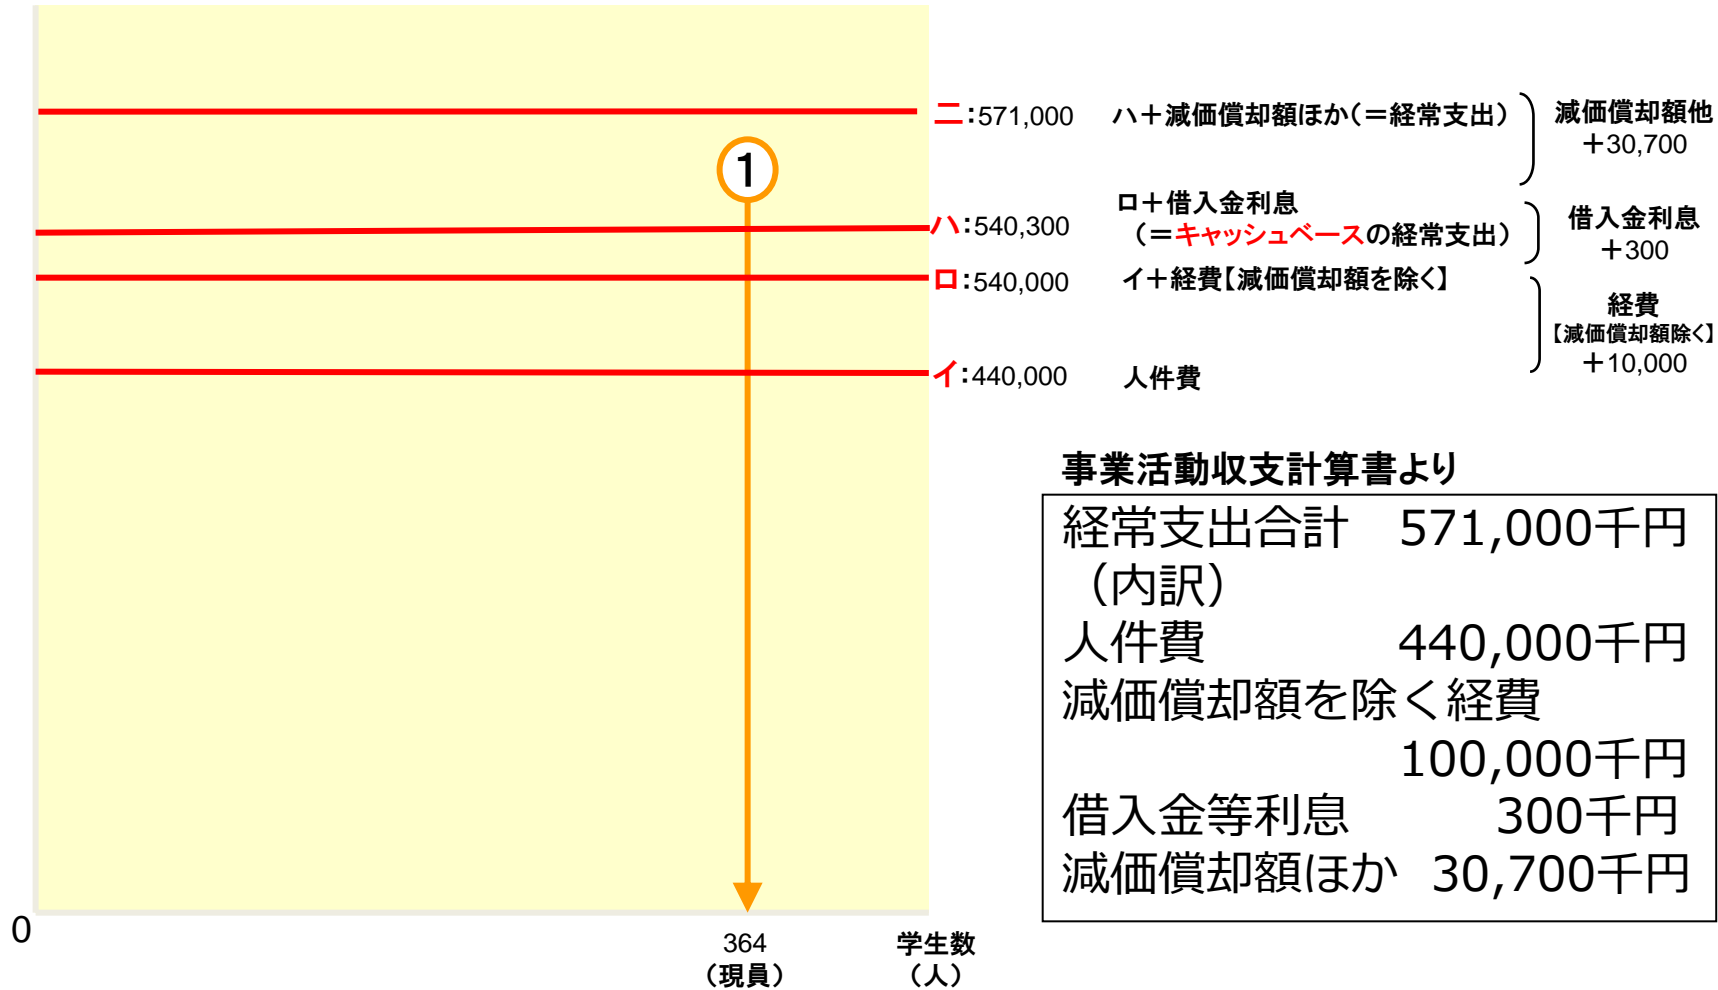 ニ:571,000 ハ＋減価償却額ほか(＝経常支出) 減価償却額他
＋30,700
1
ハ:540,300 ロ＋借入金利息
(＝キャッシュベースの経常支出)
借入金利息
＋300
ロ:540,000 イ＋経費【減価償却額を除く】
経費
【減価償却額除く】
＋10,000
イ:440,000 人件費
事業活動収支計算書より
経常支出合計 571,000千円
（内訳）
人件費 440,000千円
減価償却額を除く経費
100,000千円
借入金等利息 300千円
減価償却額ほか 30,700千円
0
364
（現員）
学生数
（人）